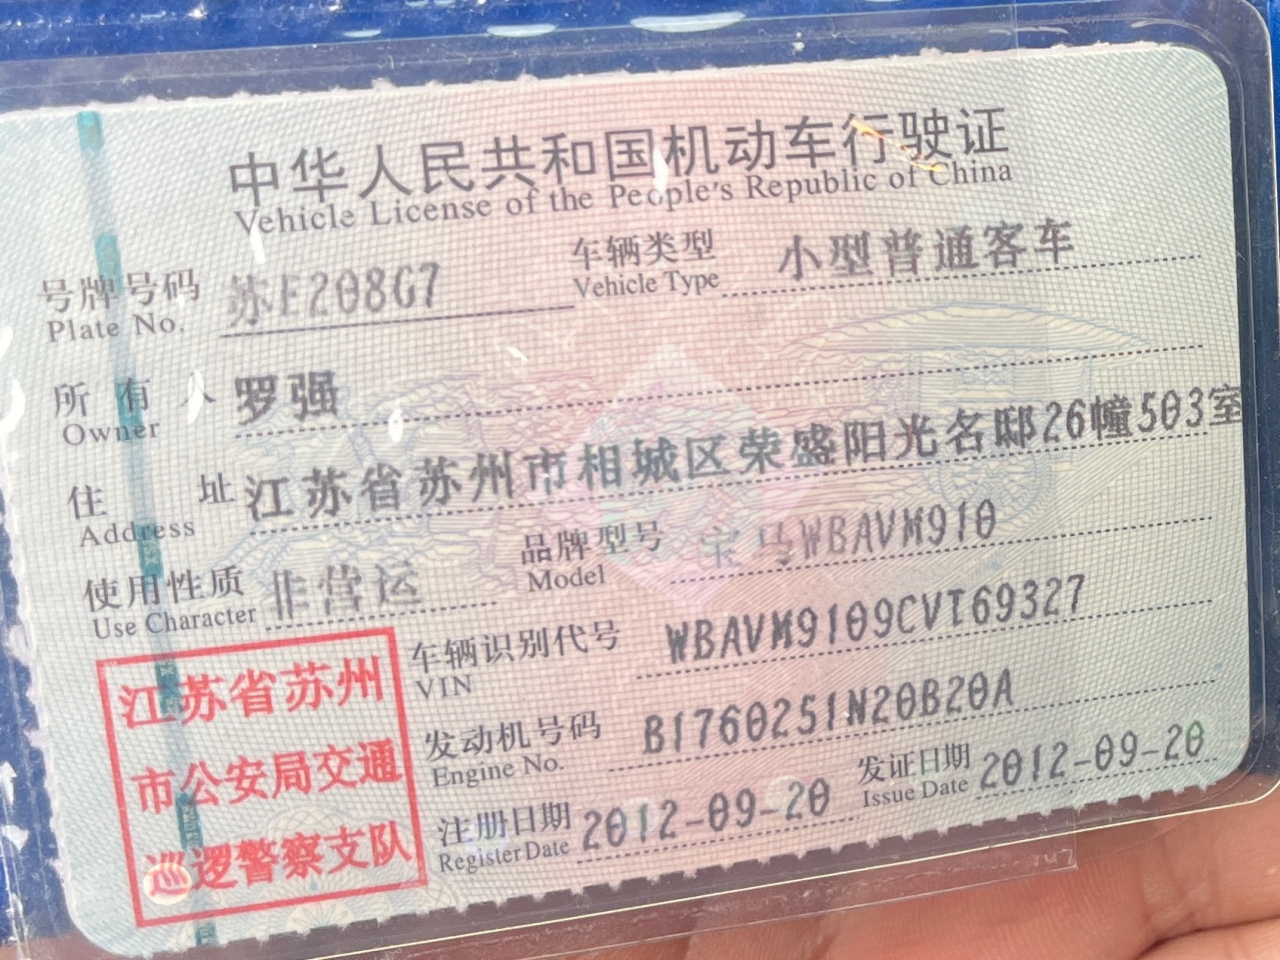 中华人民共和国机动车行驶证
Vehicle License of the People's Republic of China
号牌号码 苏E208G7 车辆类型 小型普通客车
Plate No. Vehicle Type
所有人 罗强
Owner
住址 江苏省苏州市相城区荣盛阳光名邸26幢503室
Address
使用性质 非营运 品牌型号 宝马WBAVM910
Use Character Model
车辆识别代号 WBAVM9109CVT69327
VIN
发动机号码 B1760251N20B20A
Engine No.
注册日期 2012-09-20 发证日期 2012-09-20
Register Date Issue Date
江苏省苏州
市公安局交通
巡逻警察支队